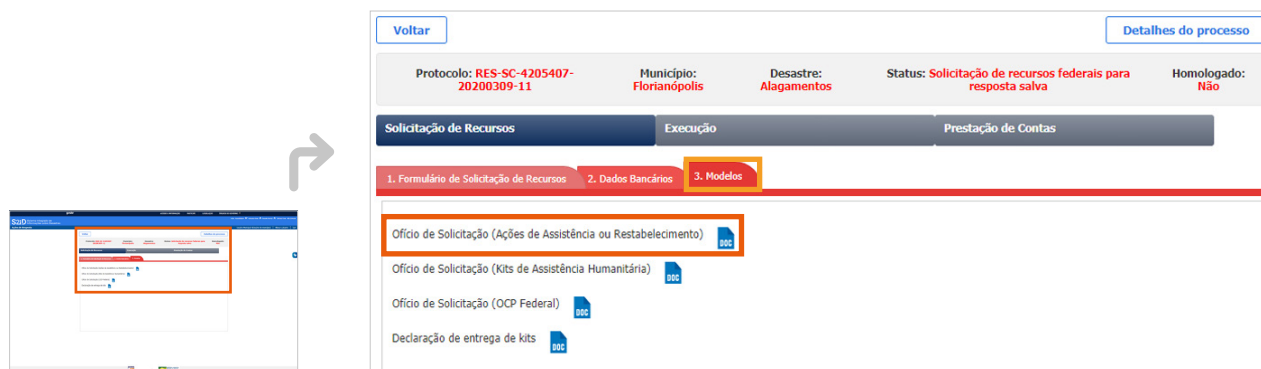 Voltar
Detalhes do processo
Protocolo: RES-SC-4205407-
20200309-11
Município:
Florianópolis
Desastre:
Alagamentos
Status: Solicitação de recursos federais para
resposta salva
Homologado:
Não
Solicitação de Recursos
Execução
Prestação de Contas
1. Formulário de Solicitação de Recursos
2. Dados Bancários
3. Modelos
Ofício de Solicitação (Ações de Assistência ou Restabelecimento)
DOC
Ofício de Solicitação (Kits de Assistência Humanitária)
DOC
Ofício de Solicitação (OCP Federal)
DOC
Declaração de entrega de kits
DOC